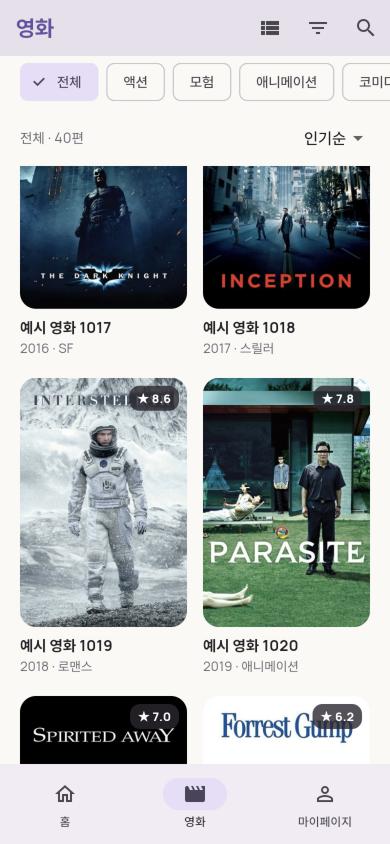 영화
전체
액션
모험
애니메이션
전체 · 40편
인기순
THE DARK KNIGHT
INCEPTION
예시 영화 1017
2016 · SF
예시 영화 1018
2017 · 스릴러
★ 8.6
★ 7.8
PARASITE
예시 영화 1019
2018 · 로맨스
예시 영화 1020
2019 · 애니메이션
★ 7.0
SPIRITED AWAY
★ 6.2
Forrest Gump
홈
영화
마이페이지